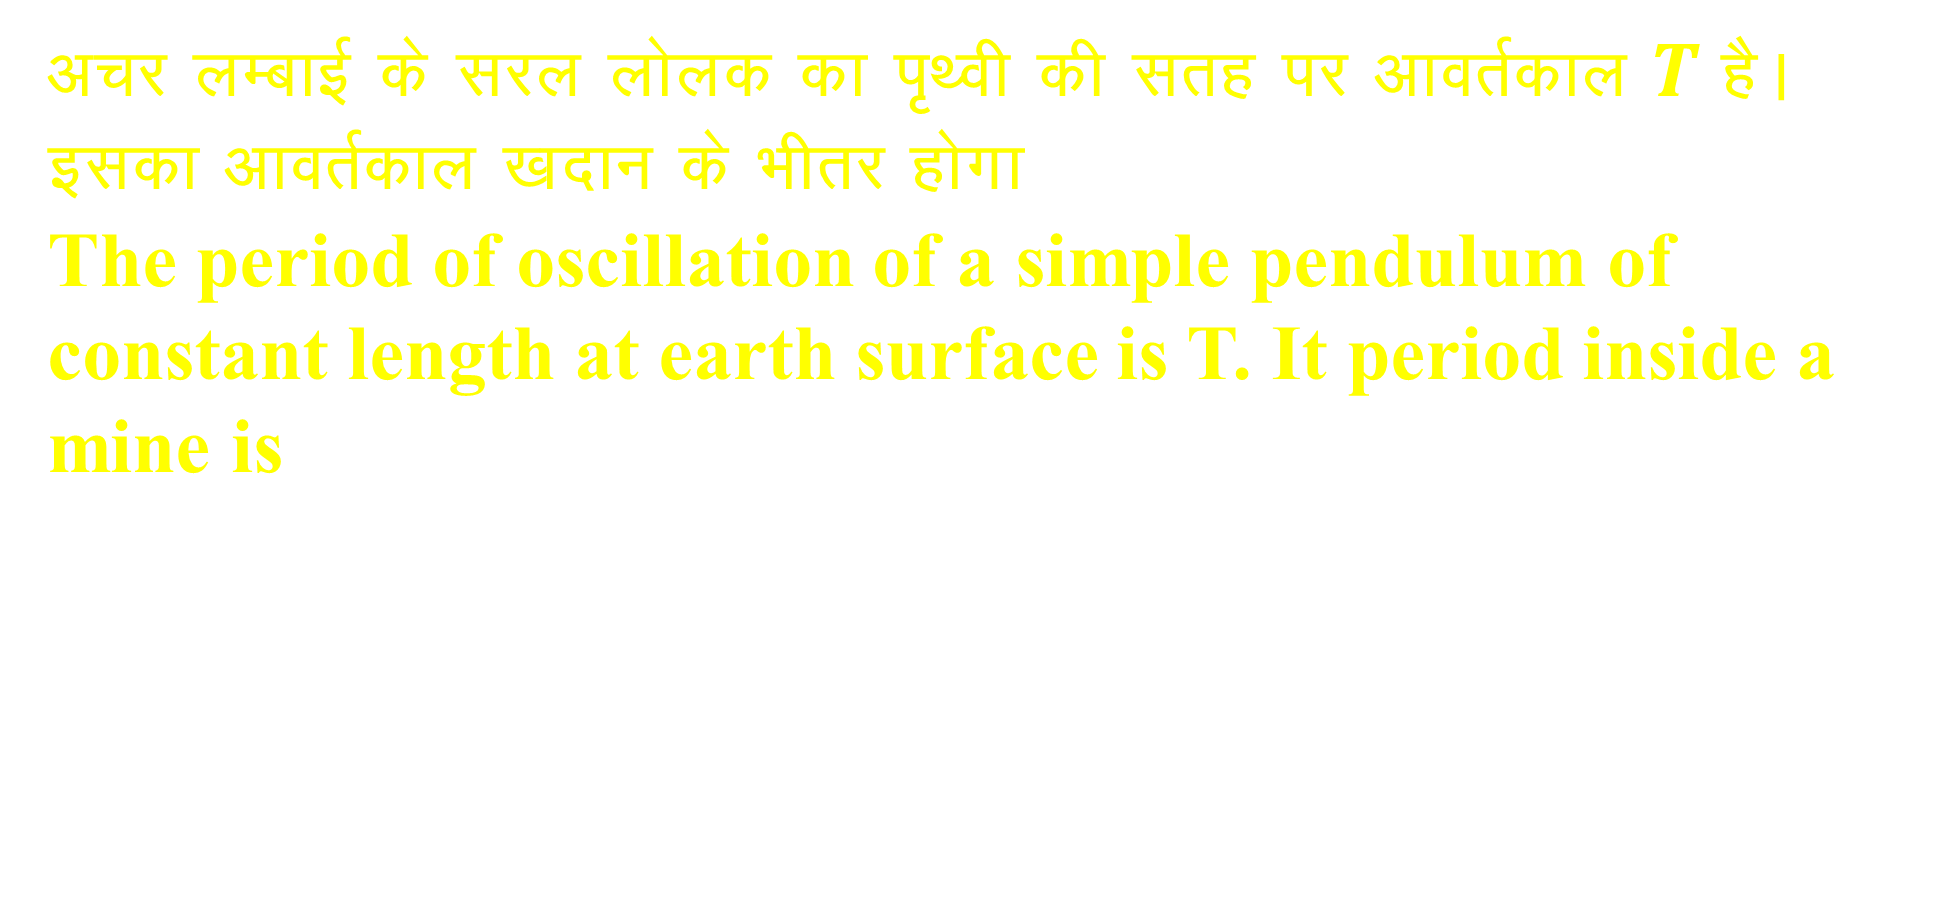 अचर लम्बाई के सरल लोलक का पृथ्वी की सतह पर आवर्तकाल T है।
इसका आवर्तकाल खदान के भीतर होगा
The period of oscillation of a simple pendulum of
constant length at earth surface is T. It period inside a
mine is